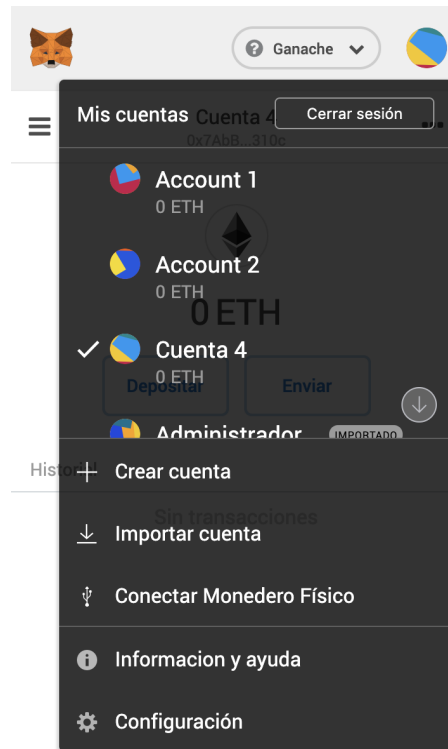 Ganache
Mis cuentas
Cuenta 4
Cerrar sesión
0x7AbB...310c
Account 1
0 ETH
Account 2
0 ETH
0 ETH
Cuenta 4
0 ETH
Depositar
Enviar
Administrador
IMPORTADO
Historial
Crear cuenta
Sin transacciones
Importar cuenta
Conectar Monedero Físico
Informacion y ayuda
Configuración